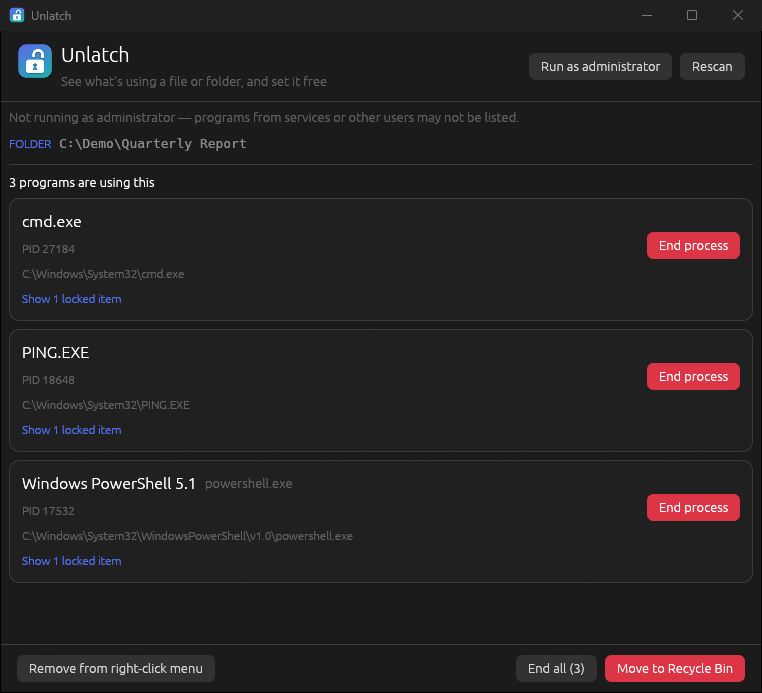 Unlatch
Unlatch
See what's using a file or folder, and set it free
Run as administrator
Rescan
Not running as administrator — programs from services or other users may not be listed.
FOLDER C:\Demo\Quarterly Report
3 programs are using this
cmd.exe
PID 27184
C:\Windows\System32\cmd.exe
Show 1 locked item
End process
PING.EXE
PID 18648
C:\Windows\System32\PING.EXE
Show 1 locked item
End process
Windows PowerShell 5.1 powershell.exe
PID 17532
C:\Windows\System32\WindowsPowerShell\v1.0\powershell.exe
Show 1 locked item
End process
Remove from right-click menu
End all (3)
Move to Recycle Bin